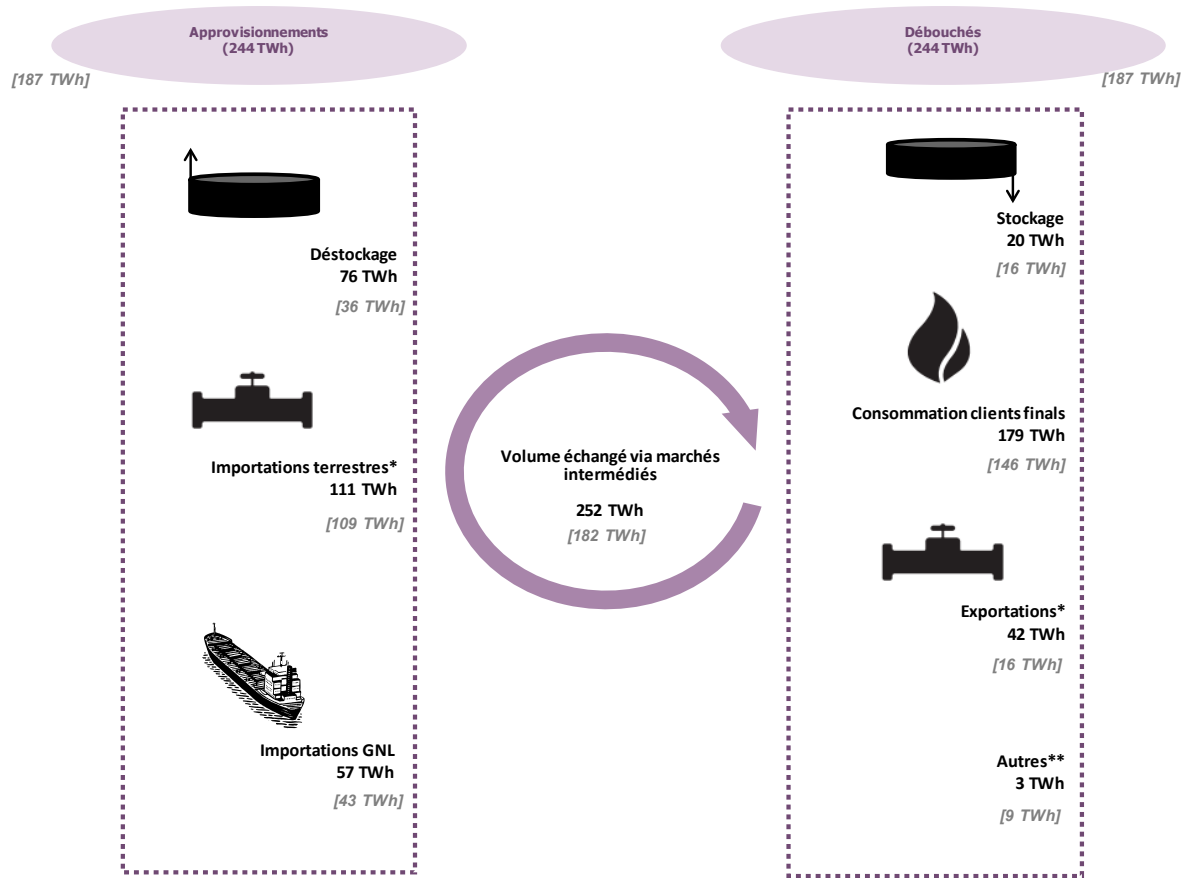 Approvisionnements
(244 TWh)
[187 TWh]
Déstockage
76 TWh
[36 TWh]
Importations terrestres*
111 TWh
[109 TWh]
Importations GNL
57 TWh
[43 TWh]
Volume échangé via marchés
intermédiés
252 TWh
[182 TWh]
Débouchés
(244 TWh)
[187 TWh]
Stockage
20 TWh
[16 TWh]
Consommation clients finals
179 TWh
[146 TWh]
Exportations*
42 TWh
[16 TWh]
Autres**
3 TWh
[9 TWh]